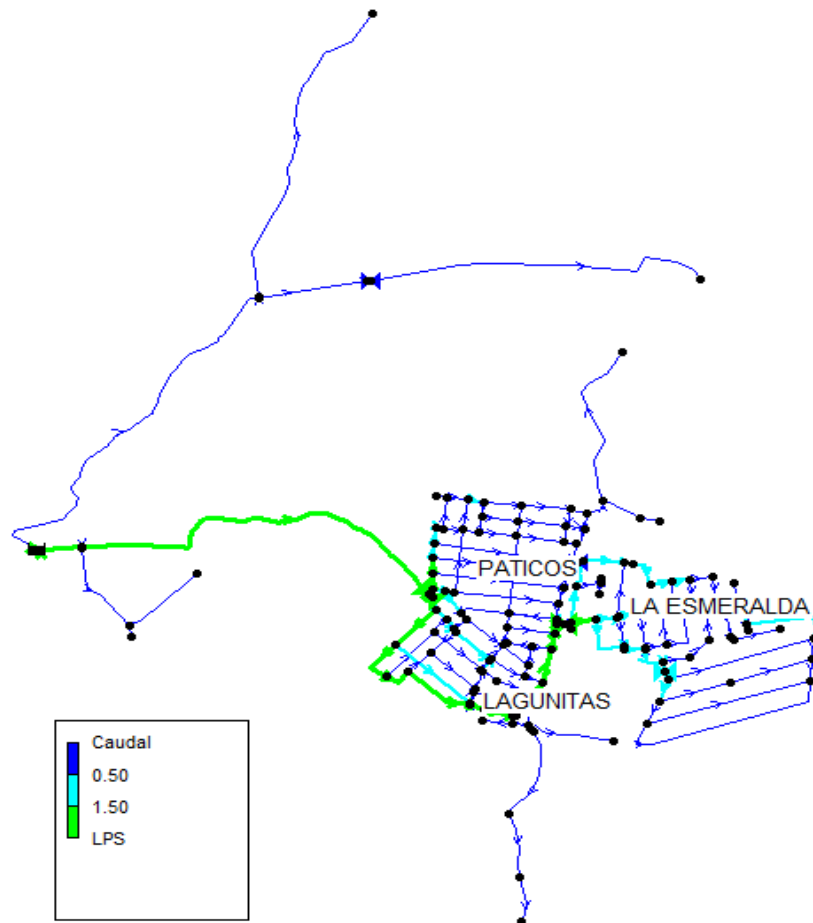 PATICOS
LA ESMERALDA
LAGUNITAS
Caudal
0.50
1.50
LPS